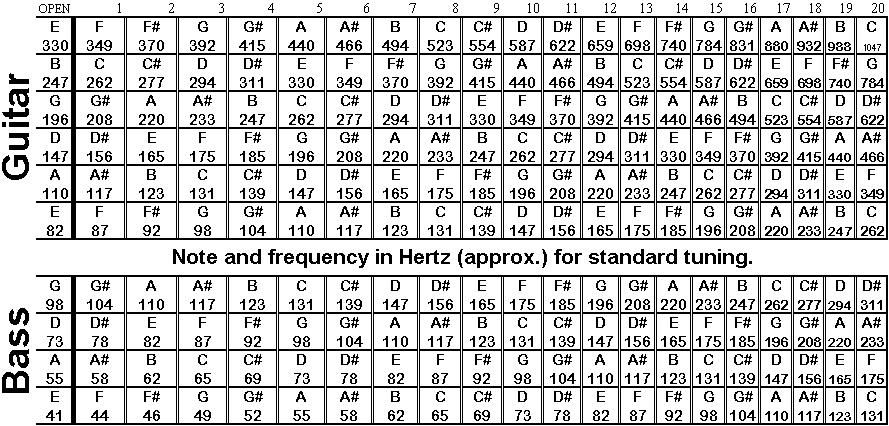 OPEN 1 2 3 4 5 6 7 8 9 10 11 12 13 14 15 16 17 18 19 20
Guitar
E F F# G G# A A# B C C# D D# E F F# G G# A A# B C
330 349 370 392 415 440 466 494 523 554 587 622 659 698 740 784 831 880 932 988 1047
B C C# D D# E F F# G G# A A# B C C# D D# E F F# G
247 262 277 294 311 330 349 370 392 415 440 466 494 523 554 587 622 659 698 740 784
G G# A A# B C C# D D# E F F# G G# A A# B C C# D D#
196 208 220 233 247 262 277 294 311 330 349 370 392 415 440 466 494 523 554 587 622
D D# E F F# G G# A A# B C C# D D# E F F# G G# A A#
147 156 165 175 185 196 208 220 233 247 262 277 294 311 330 349 370 392 415 440 466
A A# B C C# D D# E F F# G G# A A# B C C# D D# E F
110 117 123 131 139 147 156 165 175 185 196 208 220 233 247 262 277 294 311 330 349
E F F# G G# A A# B C C# D D# E F F# G G# A A# B C
82 87 92 98 104 110 117 123 131 139 147 156 165 175 185 196 208 220 233 247 262
Note and frequency in Hertz (approx.) for standard tuning.
Bass
G G# A A# B C C# D D# E F F# G G# A A# B C C# D D#
98 104 110 117 123 131 139 147 156 165 175 185 196 208 220 233 247 262 277 294 311
D D# E F F# G G# A A# B C C# D D# E F F# G G# A A#
73 78 82 87 92 98 104 110 117 123 131 139 147 156 165 175 185 196 208 220 233
A A# B C C# D D# E F F# G G# A A# B C C# D D# E F
55 58 62 65 69 73 78 82 87 92 98 104 110 117 123 131 139 147 156 165 175
E F F# G G# A A# B C C# D D# E F F# G G# A A# B C
41 44 46 49 52 55 58 62 65 69 73 78 82 87 92 98 104 110 117 123 131